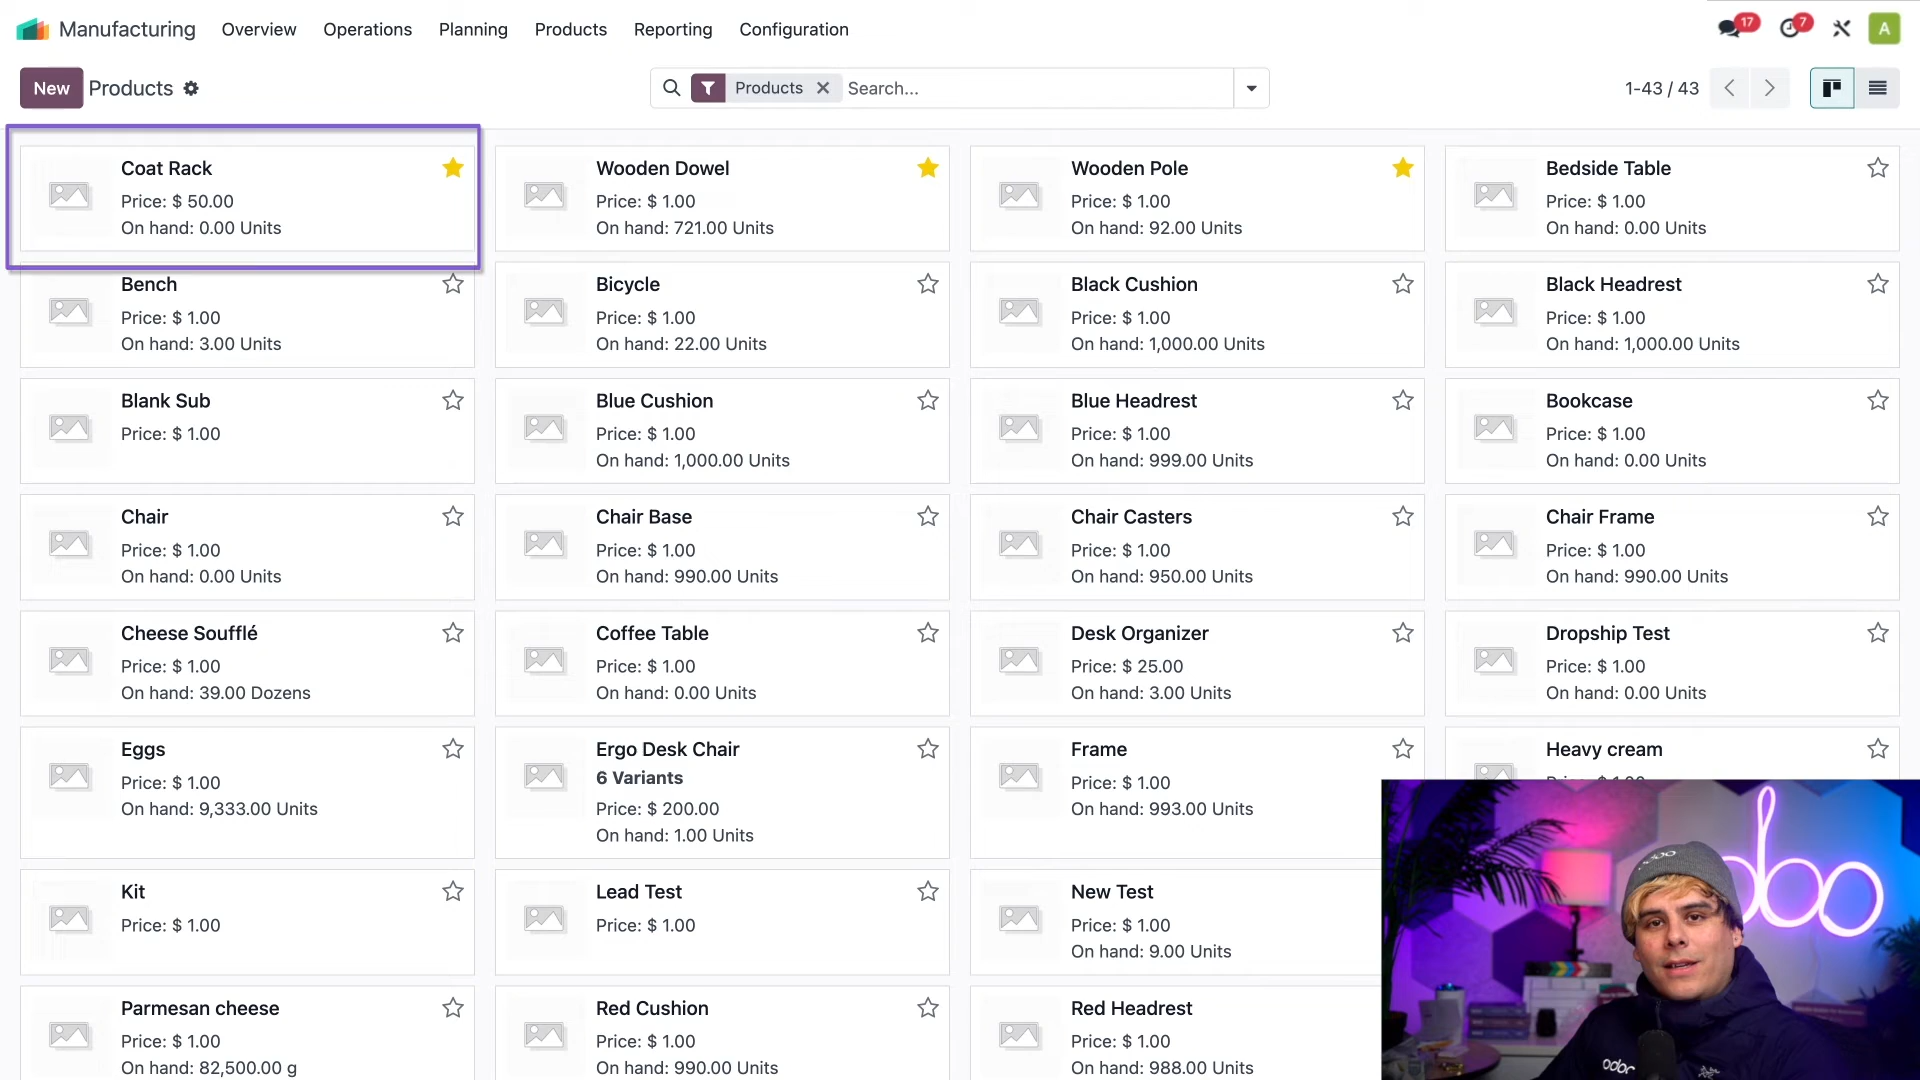 Manufacturing Overview Operations Planning Products Reporting Configuration 17 7 A
New Products Products Search... 1-43 / 43
Coat Rack
Price: $ 50.00
On hand: 0.00 Units
Wooden Dowel
Price: $ 1.00
On hand: 721.00 Units
Wooden Pole
Price: $ 1.00
On hand: 92.00 Units
Bedside Table
Price: $ 1.00
On hand: 0.00 Units
Bench
Price: $ 1.00
On hand: 3.00 Units
Bicycle
Price: $ 1.00
On hand: 22.00 Units
Black Cushion
Price: $ 1.00
On hand: 1,000.00 Units
Black Headrest
Price: $ 1.00
On hand: 1,000.00 Units
Blank Sub
Price: $ 1.00
Blue Cushion
Price: $ 1.00
On hand: 1,000.00 Units
Blue Headrest
Price: $ 1.00
On hand: 999.00 Units
Bookcase
Price: $ 1.00
On hand: 0.00 Units
Chair
Price: $ 1.00
On hand: 0.00 Units
Chair Base
Price: $ 1.00
On hand: 990.00 Units
Chair Casters
Price: $ 1.00
On hand: 950.00 Units
Chair Frame
Price: $ 1.00
On hand: 990.00 Units
Cheese Soufflé
Price: $ 1.00
On hand: 39.00 Dozens
Coffee Table
Price: $ 1.00
On hand: 0.00 Units
Desk Organizer
Price: $ 25.00
On hand: 3.00 Units
Dropship Test
Price: $ 1.00
On hand: 0.00 Units
Eggs
Price: $ 1.00
On hand: 9,333.00 Units
Ergo Desk Chair
6 Variants
Price: $ 200.00
On hand: 1.00 Units
Frame
Price: $ 1.00
On hand: 993.00 Units
Heavy cream
Kit
Price: $ 1.00
Lead Test
Price: $ 1.00
New Test
Price: $ 1.00
On hand: 9.00 Units
Parmesan cheese
Price: $ 1.00
On hand: 82,500.00 g
Red Cushion
Price: $ 1.00
On hand: 990.00 Units
Red Headrest
Price: $ 1.00
On hand: 988.00 Units
odoo
odoo